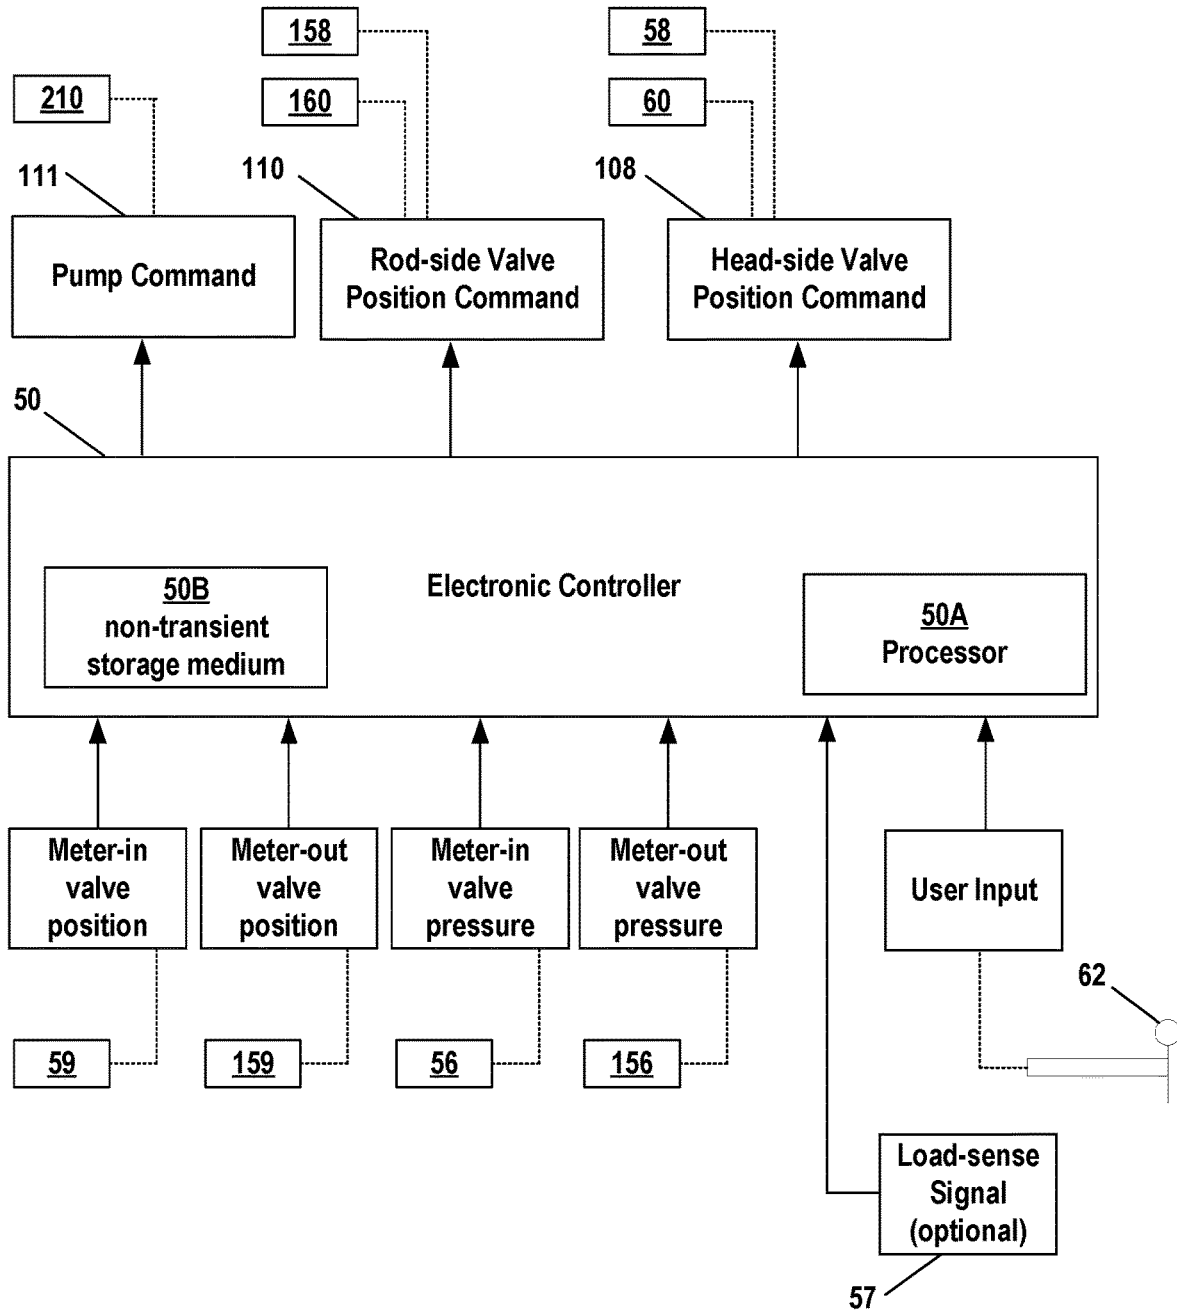 158
58
210
160
60
111
110
108
Pump Command
Rod-side Valve
Position Command
Head-side Valve
Position Command
50
50B
non-transient
storage medium
Electronic Controller
50A
Processor
Meter-in
valve
position
Meter-out
valve
position
Meter-in
valve
pressure
Meter-out
valve
pressure
User Input
62
59
159
56
156
Load-sense
Signal
(optional)
57